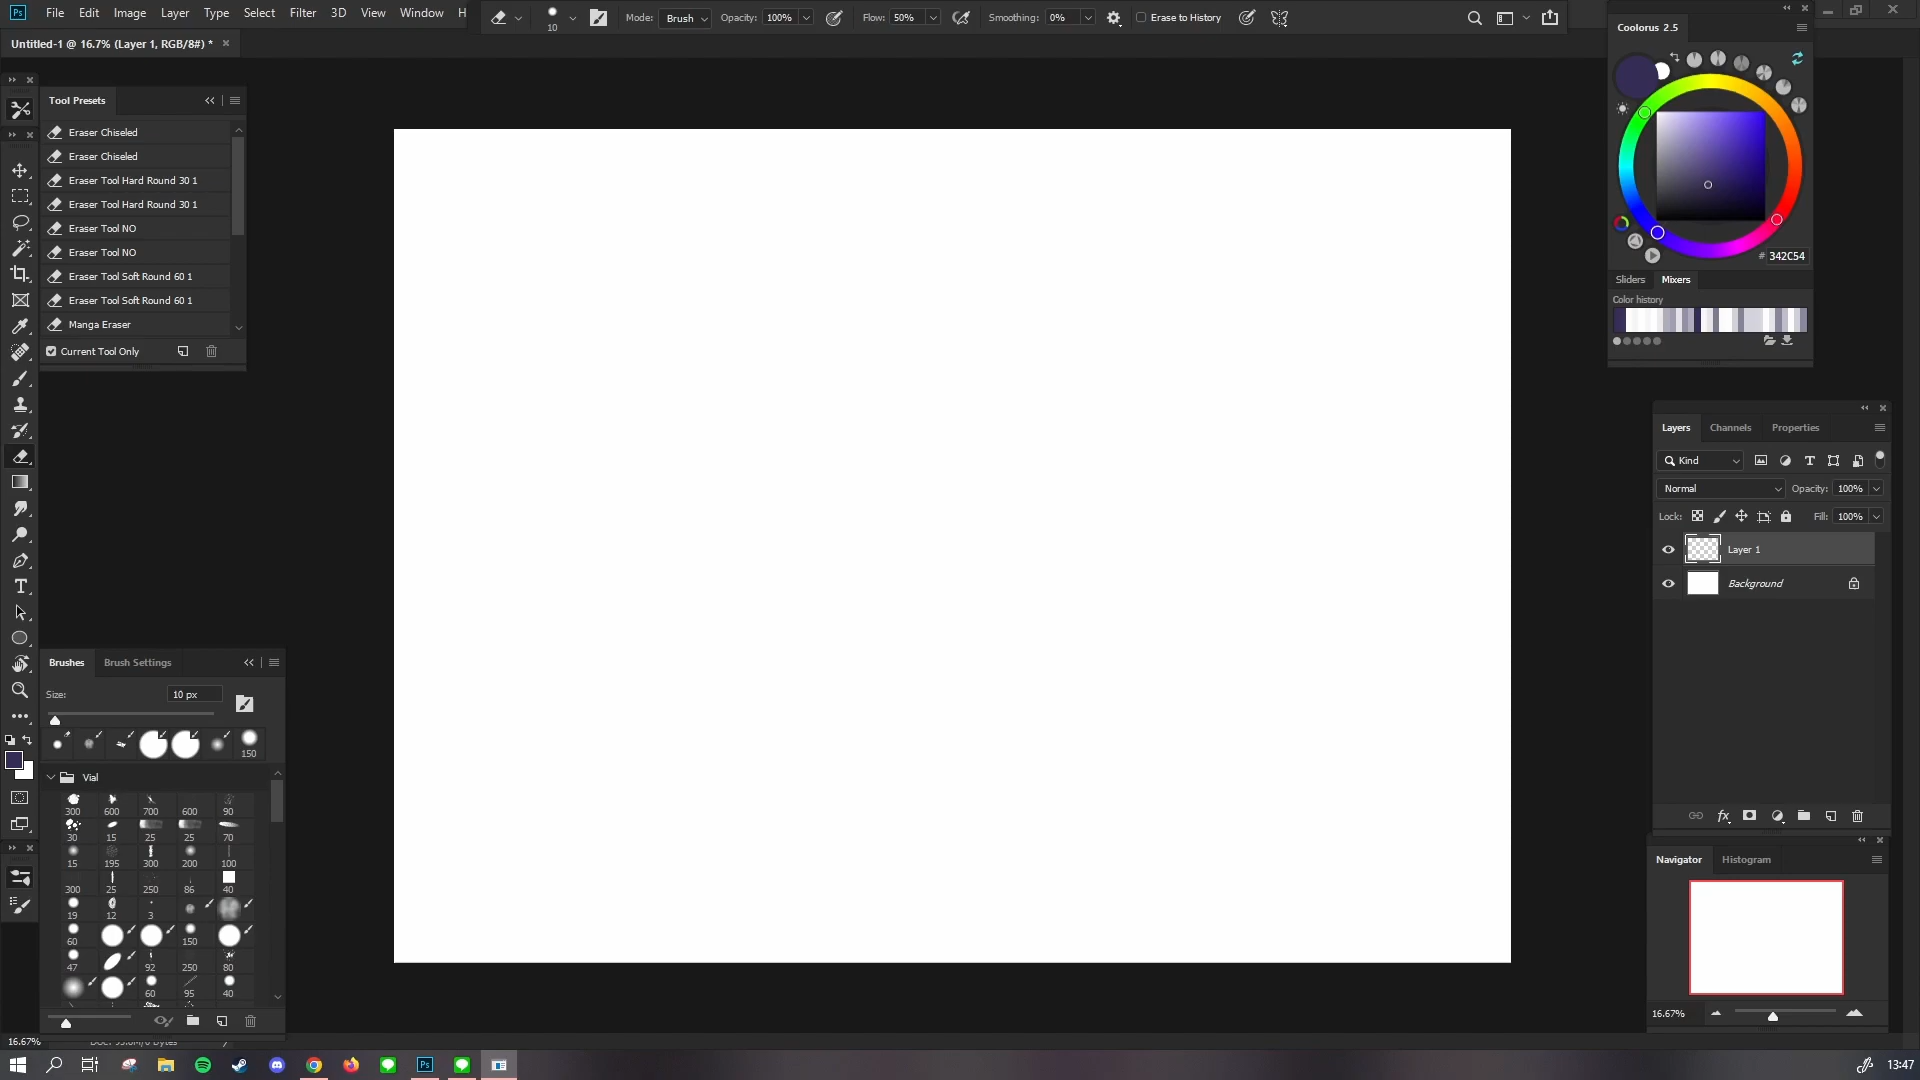 Ps File Edit Image Layer Type Select Filter 3D View Window H
10
Mode: Brush Opacity: 100% Flow: 50% Smoothing: 0% Erase to History
Untitled-1 @ 16.7% (Layer 1, RGB/8#) * ×
Tool Presets
Eraser Chiseled
Eraser Chiseled
Eraser Tool Hard Round 30 1
Eraser Tool Hard Round 30 1
Eraser Tool NO
Eraser Tool NO
Eraser Tool Soft Round 60 1
Eraser Tool Soft Round 60 1
Manga Eraser
Current Tool Only
Brushes Brush Settings
Size: 10 px
150
Vial
300 600 700 600 90
30 15 25 25 70
15 195 300 200 100
300 25 250 86 40
19 12 3
60 150
47 92 250 80
60 95 40
16.67%
Coolorus 2.5
# 342C54
Sliders Mixers
Color history
Layers Channels Properties
Kind
Normal Opacity: 100%
Lock: Fill: 100%
Layer 1
Background
fx
Navigator Histogram
16.67%
Ps
13:47